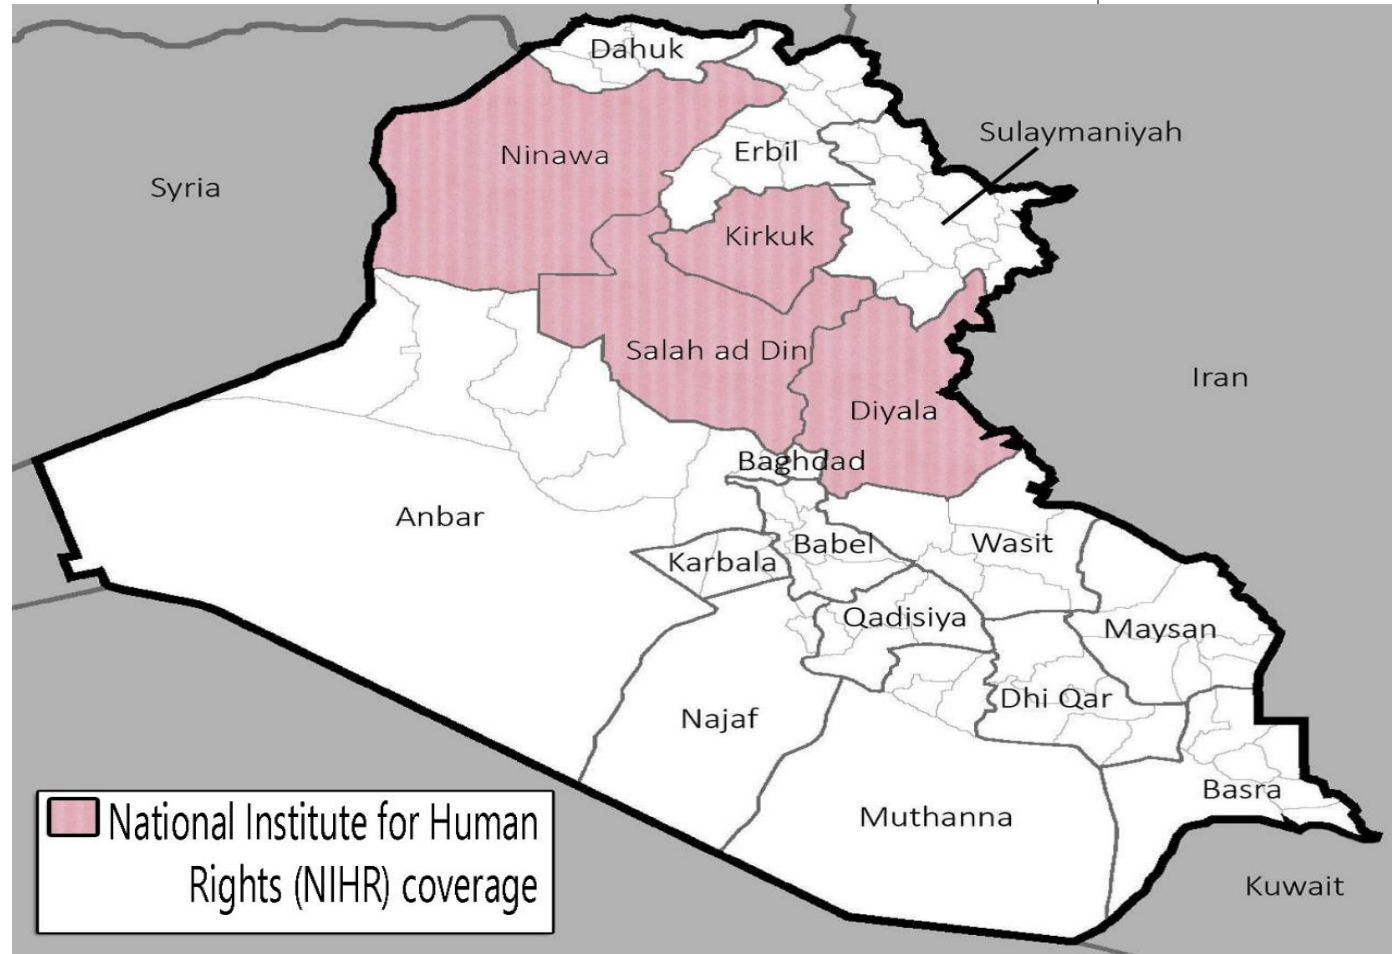 Dahuk
Sulaymaniyah
Ninawa
Erbil
Syria
Kirkuk
Salah ad Din
Iran
Diyala
Baghdad
Anbar
Babel
Wasit
Karbala
Qadisiya
Maysan
Dhi Qar
Najaf
Basra
Muthanna
National Institute for Human
Rights (NIHR) coverage
Kuwait